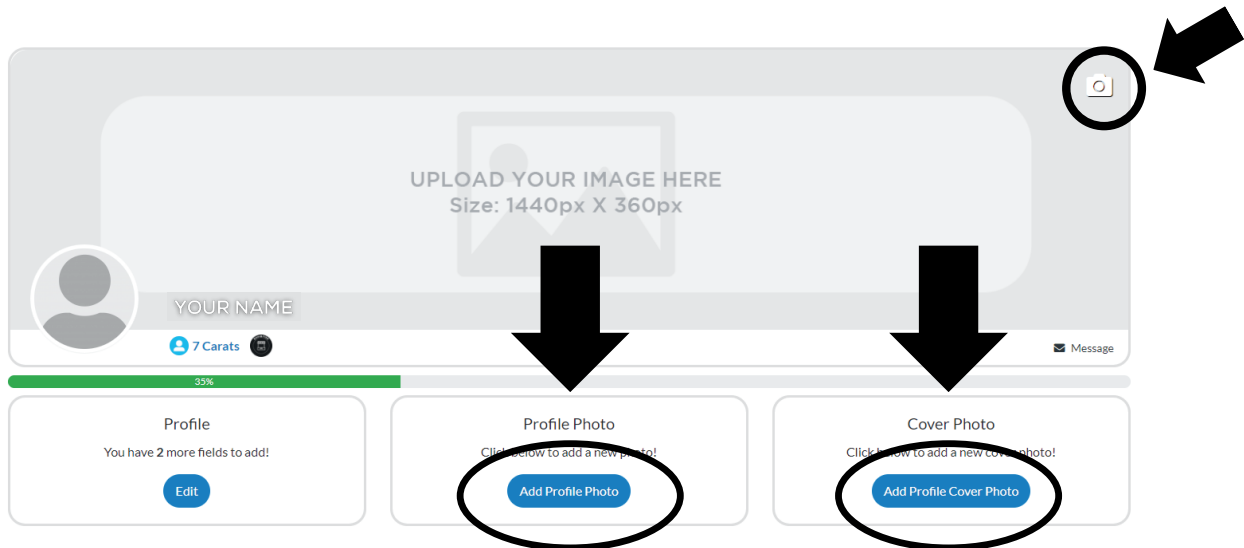 UPLOAD YOUR IMAGE HERE
Size: 1440px X 360px
YOUR NAME
7 Carats
Message
35%
Profile
You have 2 more fields to add!
Edit
Profile Photo
Click below to add a new photo!
Add Profile Photo
Cover Photo
Click below to add a new cover photo!
Add Profile Cover Photo